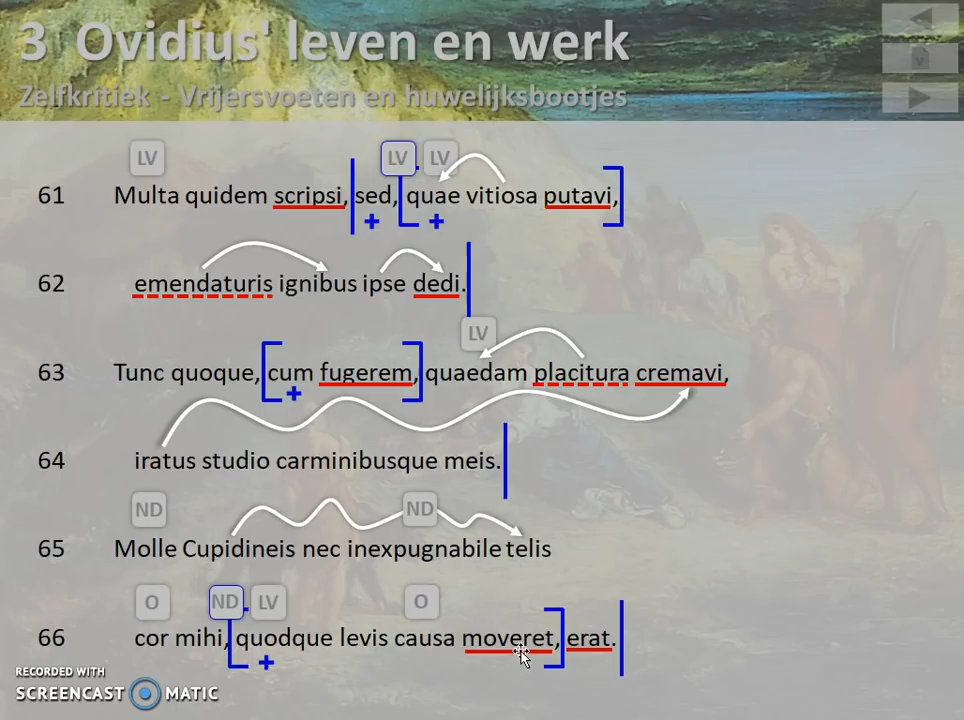 3 Ovidius' leven en werk
Zelfkritiek - Vrijersvoeten en huwelijksbootjes
LV LV LV
61 Multa quidem scripsi, sed, quae vitiosa putavi,
+ +
62 emendaturis ignibus ipse dedi.
LV
63 Tunc quoque, cum fugerem, quaedam placitura cremavi,
+
64 iratus studio carminibusque meis.
ND ND
65 Molle Cupidineis nec inexpugnabile telis
O ND LV O
66 cor mihi, quodque levis causa moveret, erat.
+
RECORDED WITH
SCREENCAST MATIC